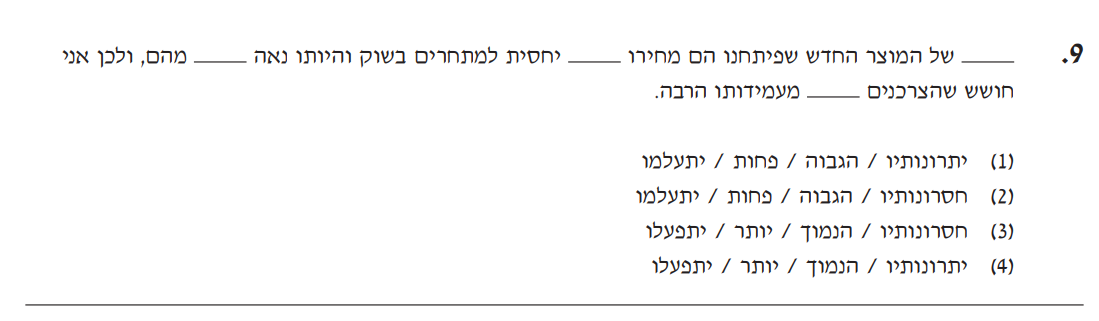 9. _____ של המוצר החדש שפיתחנו הם מחירו _____ יחסית למתחרים בשוק והיותו נאה _____ מהם, ולכן אני
חושש שהצרכנים _____ מעמידותו הרבה.
(1) יתרונותיו / הגבוה / פחות / יתעלמו
(2) חסרונותיו / הגבוה / פחות / יתעלמו
(3) חסרונותיו / הנמוך / יותר / יתפעלו
(4) יתרונותיו / הנמוך / יותר / יתפעלו